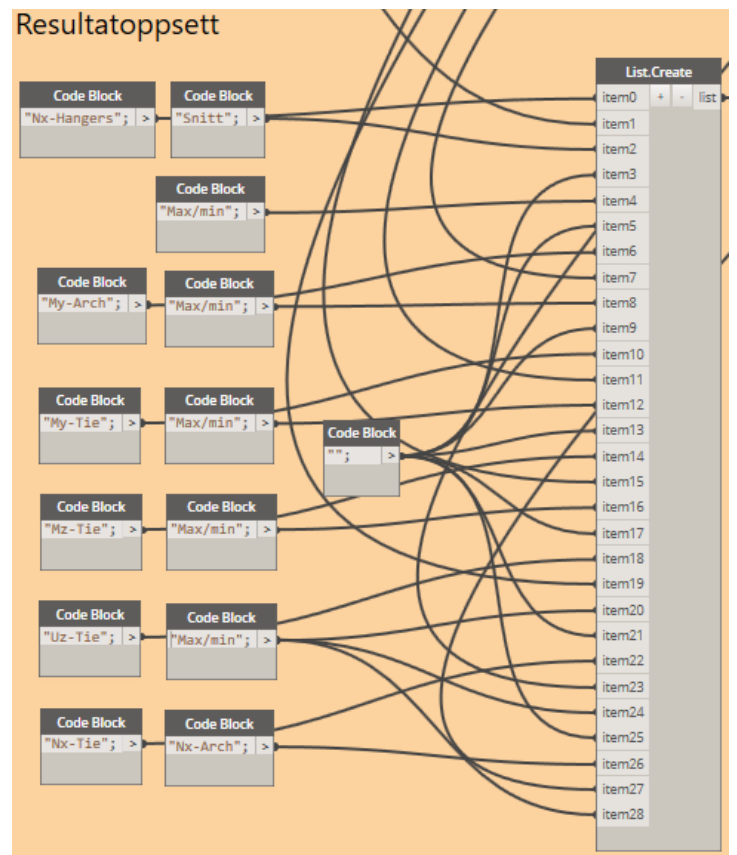 Resultatoppsett
List.Create
item0 + - list
item1
item2
item3
item4
item5
item6
item7
item8
item9
item10
item11
item12
item13
item14
item15
item16
item17
item18
item19
item20
item21
item22
item23
item24
item25
item26
item27
item28
Code Block
"Nx-Hangers"; >
Code Block
"Snitt"; >
Code Block
"Max/min"; >
Code Block
"My-Arch"; >
Code Block
"Max/min"; >
Code Block
"My-Tie"; >
Code Block
"Max/min"; >
Code Block
""; >
Code Block
"Mz-Tie"; >
Code Block
"Max/min"; >
Code Block
"Uz-Tie"; >
Code Block
"Max/min"; >
Code Block
"Nx-Tie"; >
Code Block
"Nx-Arch"; >